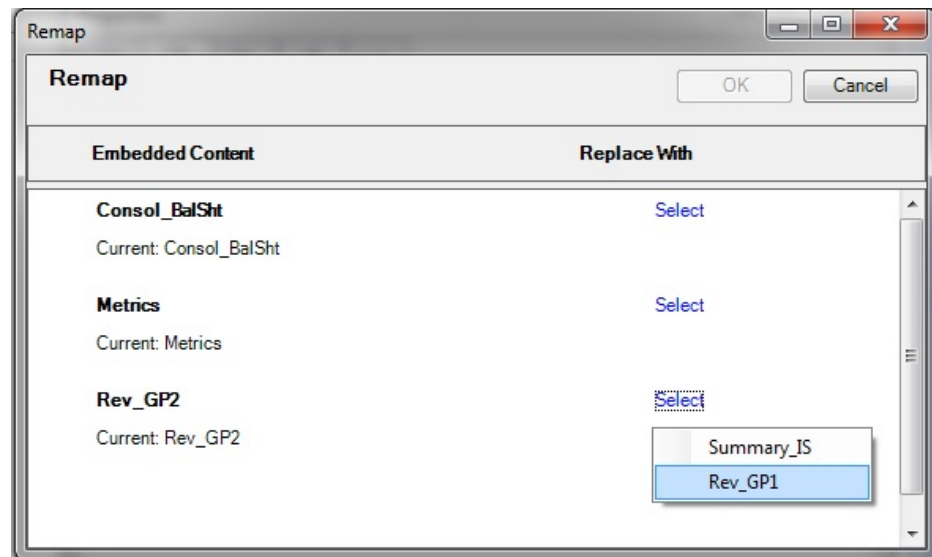 Remap
Remap
OK Cancel
Embedded Content Replace With
Consol_BalSht Select
Current: Consol_BalSht
Metrics Select
Current: Metrics
Rev_GP2 Select
Current: Rev_GP2
Summary_IS
Rev_GP1